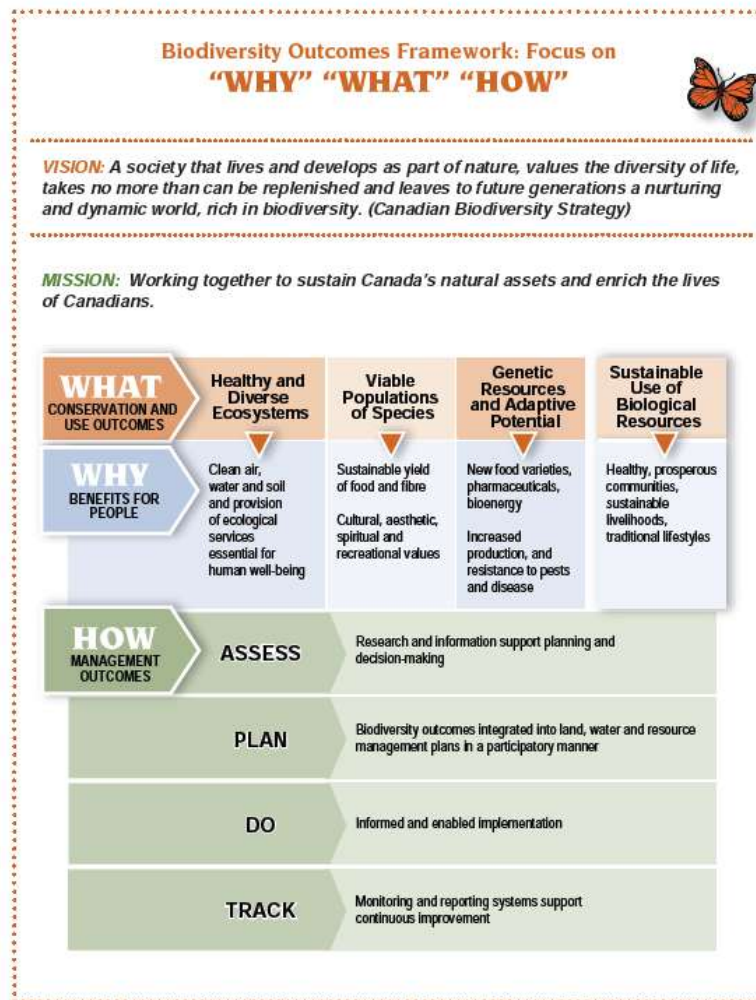 Biodiversity Outcomes Framework: Focus on
“WHY” “WHAT” “HOW”
VISION: A society that lives and develops as part of nature, values the diversity of life,
takes no more than can be replenished and leaves to future generations a nurturing
and dynamic world, rich in biodiversity. (Canadian Biodiversity Strategy)
MISSION: Working together to sustain Canada’s natural assets and enrich the lives
of Canadians.
WHAT
CONSERVATION AND
USE OUTCOMES
Healthy and
Diverse
Ecosystems
Viable
Populations
of Species
Genetic
Resources
and Adaptive
Potential
Sustainable
Use of
Biological
Resources
WHY
BENEFITS FOR
PEOPLE
Clean air,
water and soil
and provision
of ecological
services
essential for
human well-being
Sustainable yield
of food and fibre
Cultural, aesthetic,
spiritual and
recreational values
New food varieties,
pharmaceuticals,
bioenergy
Increased
production, and
resistance to pests
and disease
Healthy, prosperous
communities,
sustainable
livelihoods,
traditional lifestyles
HOW
MANAGEMENT
OUTCOMES
ASSESS
Research and information support planning and
decision-making
PLAN
Biodiversity outcomes integrated into land, water and resource
management plans in a participatory manner
DO
Informed and enabled implementation
TRACK
Monitoring and reporting systems support
continuous improvement